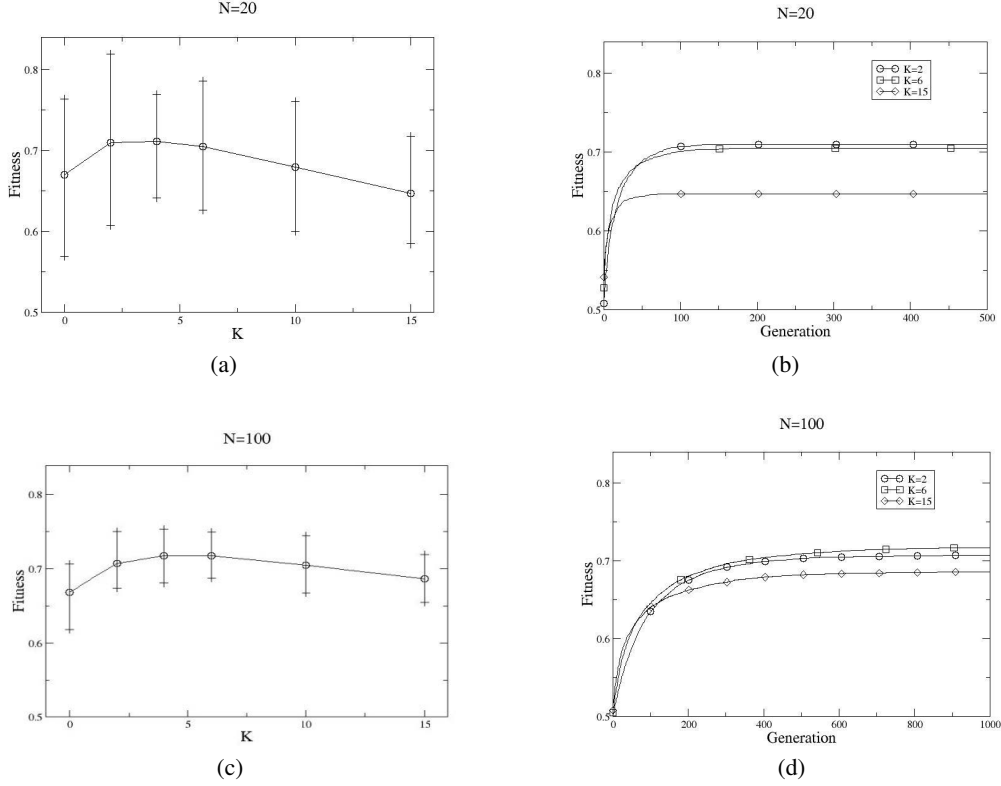 N=20
0.8
0.7
0.6
0.5
Fitness
0
5
10
15
K
(a)
N=20
K=2
K=6
K=15
0.8
0.7
0.6
0.5
Fitness
0
100
200
300
400
500
Generation
(b)
N=100
0.8
0.7
0.6
0.5
Fitness
0
5
10
15
K
(c)
N=100
K=2
K=6
K=15
0.8
0.7
0.6
0.5
Fitness
0
200
400
600
800
1000
Generation
(d)